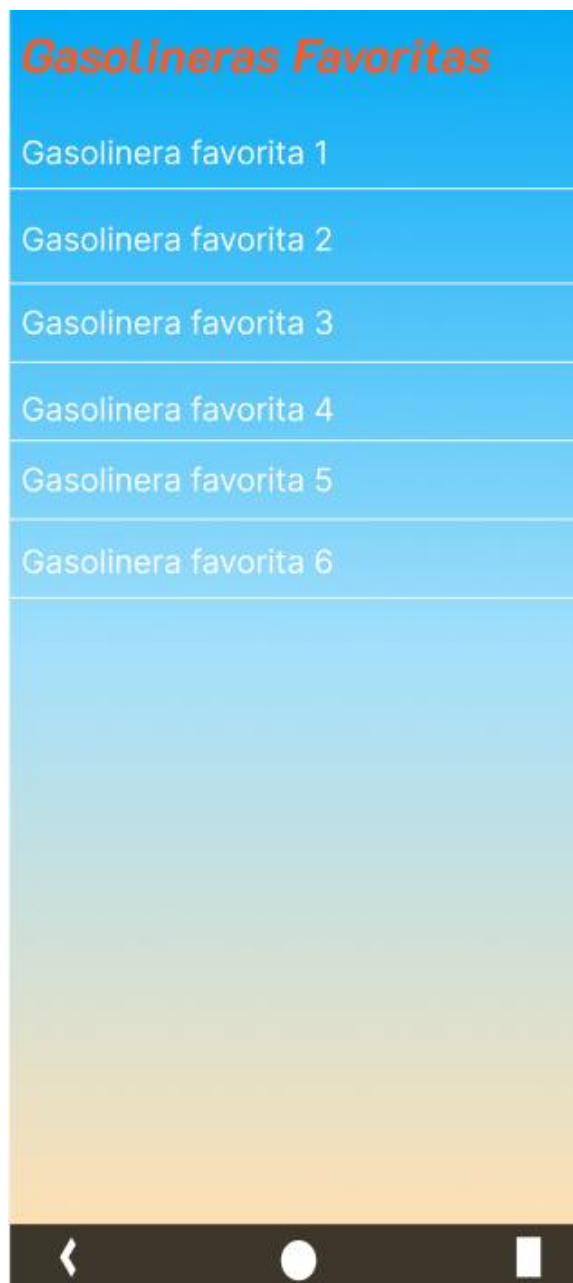 Gasolineras Favoritas
Gasolinera favorita 1
Gasolinera favorita 2
Gasolinera favorita 3
Gasolinera favorita 4
Gasolinera favorita 5
Gasolinera favorita 6